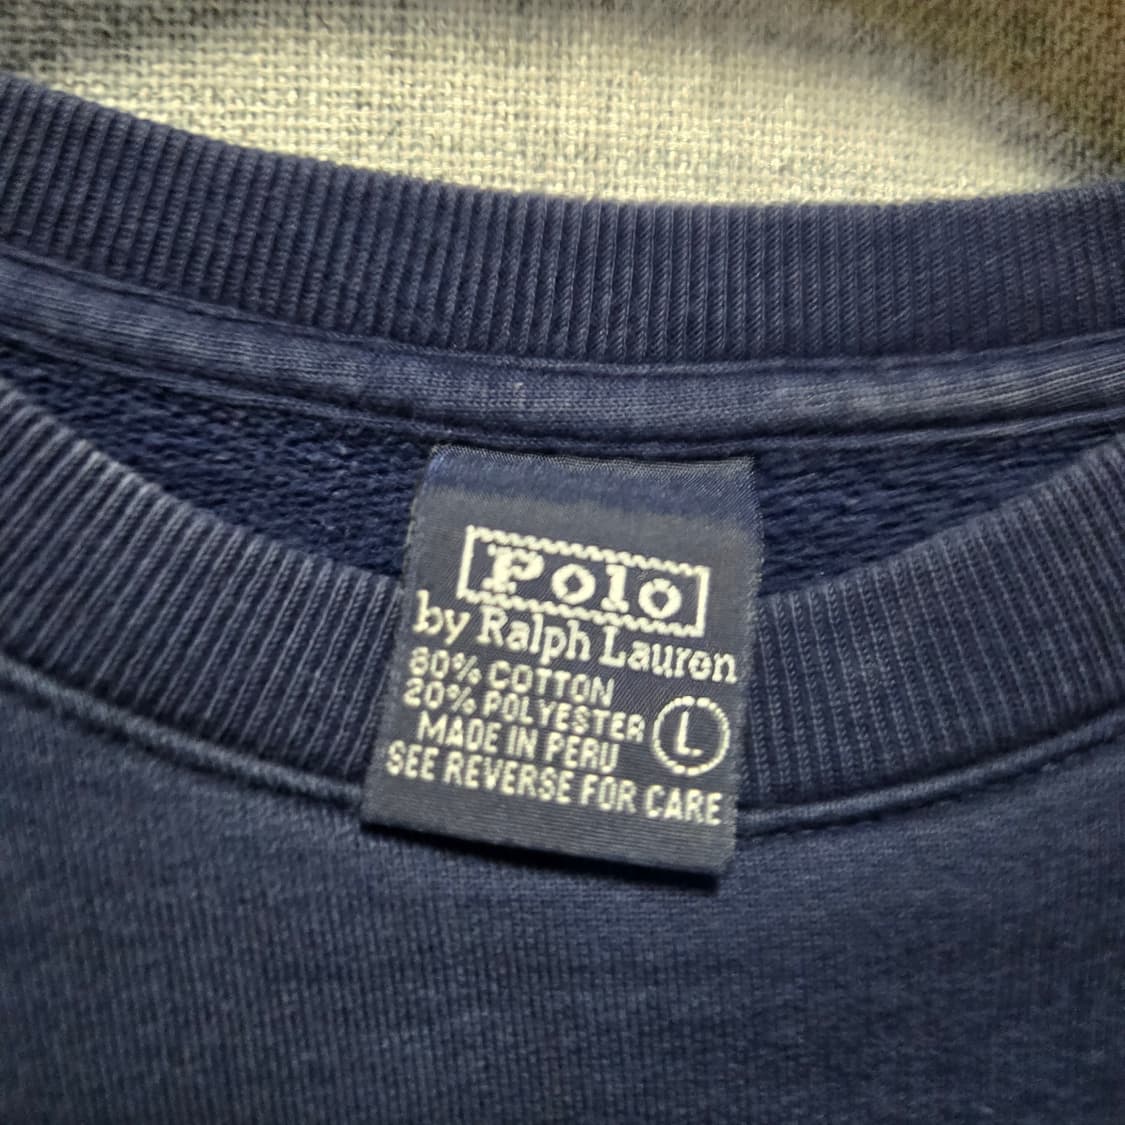 Polo
by Ralph Lauren
80% COTTON
20% POLYESTER
MADE IN PERU
L
SEE REVERSE FOR CARE